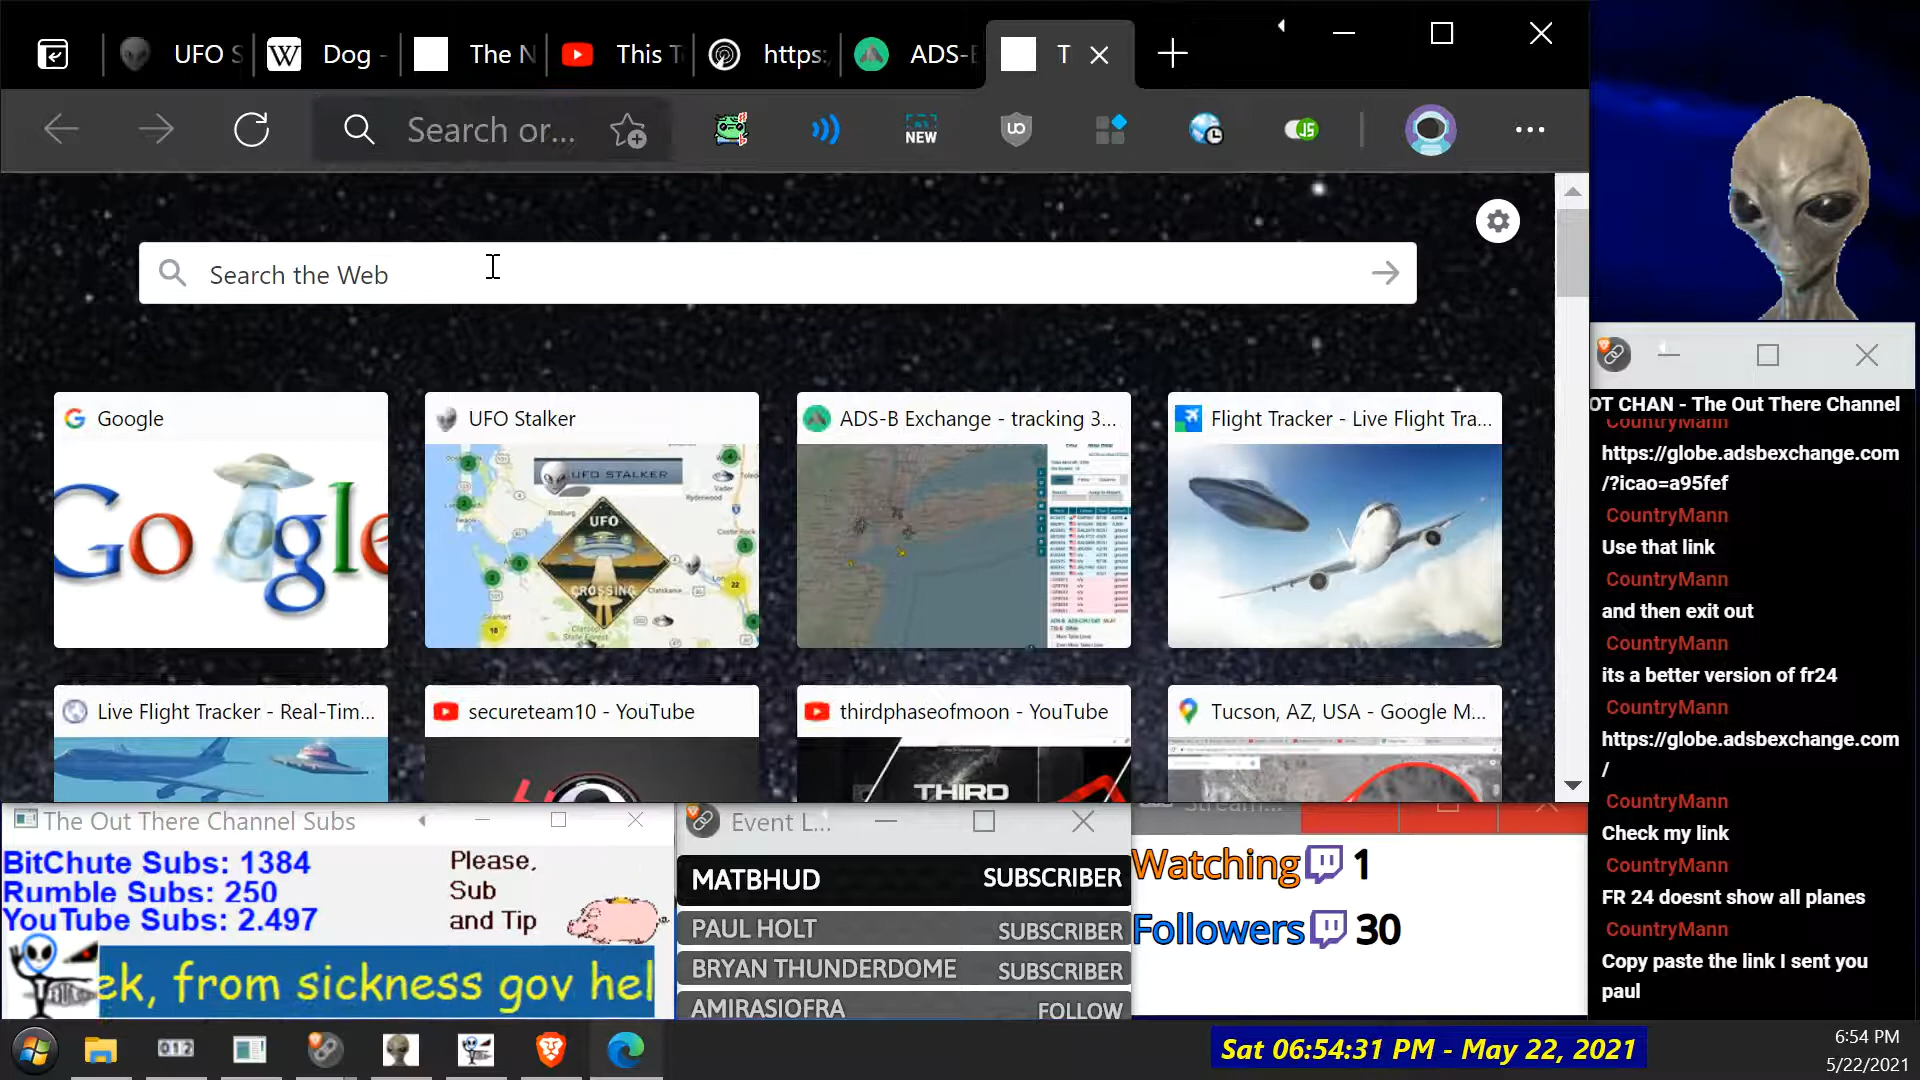 UFO S
Dog -
The N
This T
https:
ADS-E
T
Search or...
NEW
UO
JS
Search the Web
Google
UFO Stalker
ADS-B Exchange - tracking 3...
Flight Tracker - Live Flight Tra...
UFO STALKER
UFO
CROSSING
22
18
Live Flight Tracker - Real-Tim...
secureteam10 - YouTube
thirdphaseofmoon - YouTube
Tucson, AZ, USA - Google M...
THIRD
OT CHAN - The Out There Channel
CountryMann
https://globe.adsbexchange.com
/?icao=a95fef
CountryMann
Use that link
CountryMann
and then exit out
CountryMann
its a better version of fr24
CountryMann
https://globe.adsbexchange.com
/
CountryMann
Check my link
CountryMann
FR 24 doesnt show all planes
CountryMann
Copy paste the link I sent you
paul
The Out There Channel Subs
BitChute Subs: 1384
Rumble Subs: 250
YouTube Subs: 2.497
Please,
Sub
and Tip
ek, from sickness gov hel
Event L...
MATBHUD SUBSCRIBER
PAUL HOLT SUBSCRIBER
BRYAN THUNDERDOME SUBSCRIBER
AMIRASIOFRA FOLLOW
Stream...
Watching 1
Followers 30
012
Sat 06:54:31 PM - May 22, 2021
6:54 PM
5/22/2021